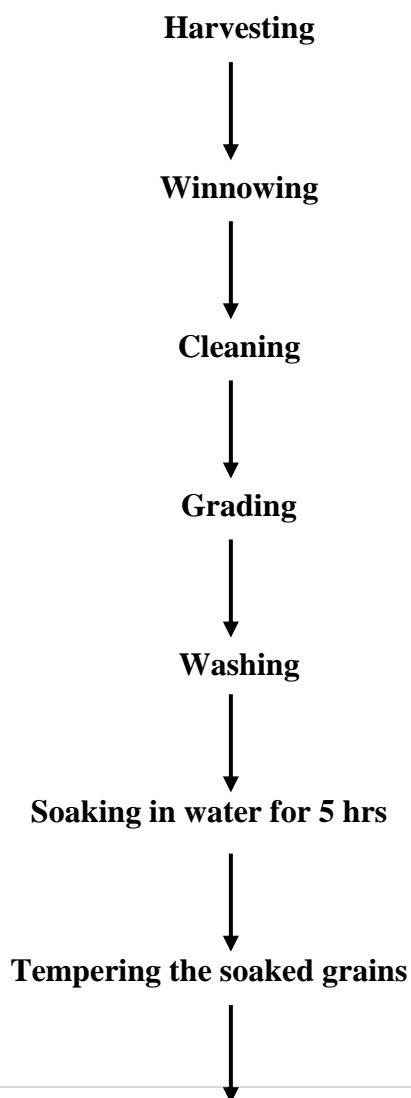 Harvesting
Winnowing
Cleaning
Grading
Washing
Soaking in water for 5 hrs
Tempering the soaked grains